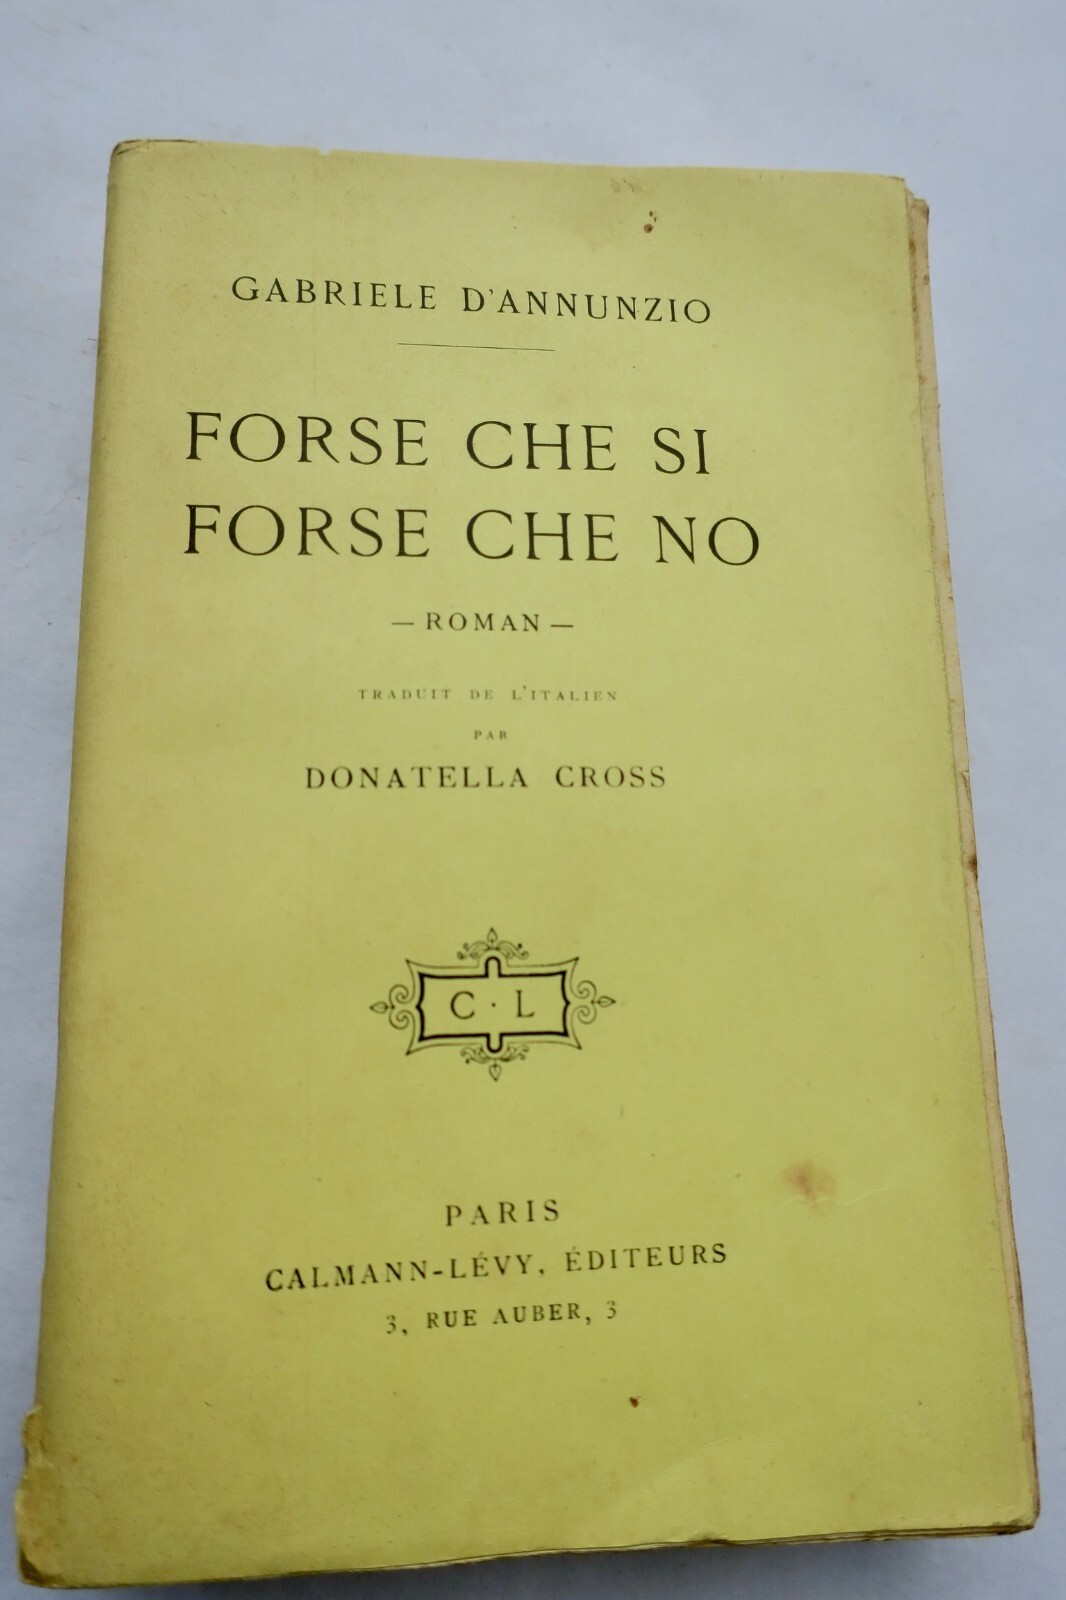 GABRIELE D'ANNUNZIO
FORSE CHE SI
FORSE CHE NO
— ROMAN —
TRADUIT DE L'ITALIEN
PAR
DONATELLA CROSS
C · L
PARIS
CALMANN-LÉVY, ÉDITEURS
3, RUE AUBER, 3